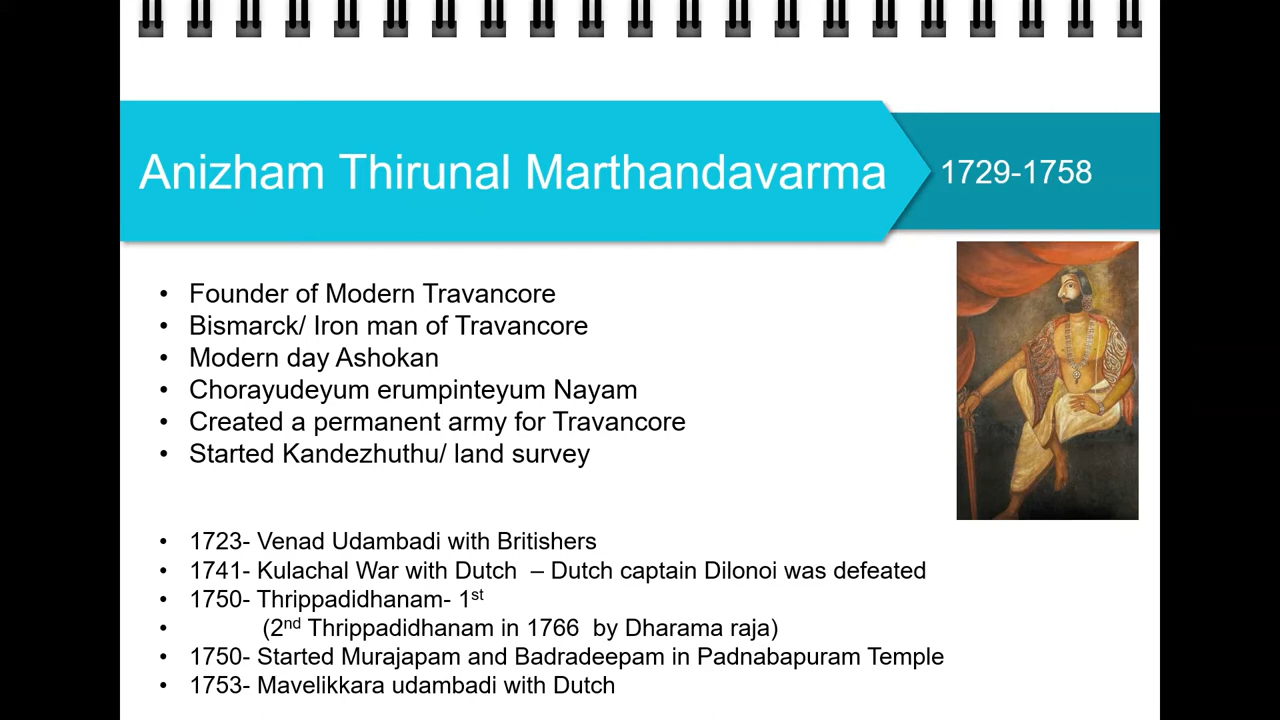 Anizham Thirunal Marthandavarma
1729-1758
• Founder of Modern Travancore
• Bismarck/ Iron man of Travancore
• Modern day Ashokan
• Chorayudeyum erumpinteyum Nayam
• Created a permanent army for Travancore
• Started Kandezhuthu/ land survey
• 1723- Venad Udambadi with Britishers
• 1741- Kulachal War with Dutch – Dutch captain Dilonoi was defeated
• 1750- Thrippadidhanam- 1st
• (2nd Thrippadidhanam in 1766 by Dharama raja)
• 1750- Started Murajapam and Badradeepam in Padnabapuram Temple
• 1753- Mavelikkara udambadi with Dutch